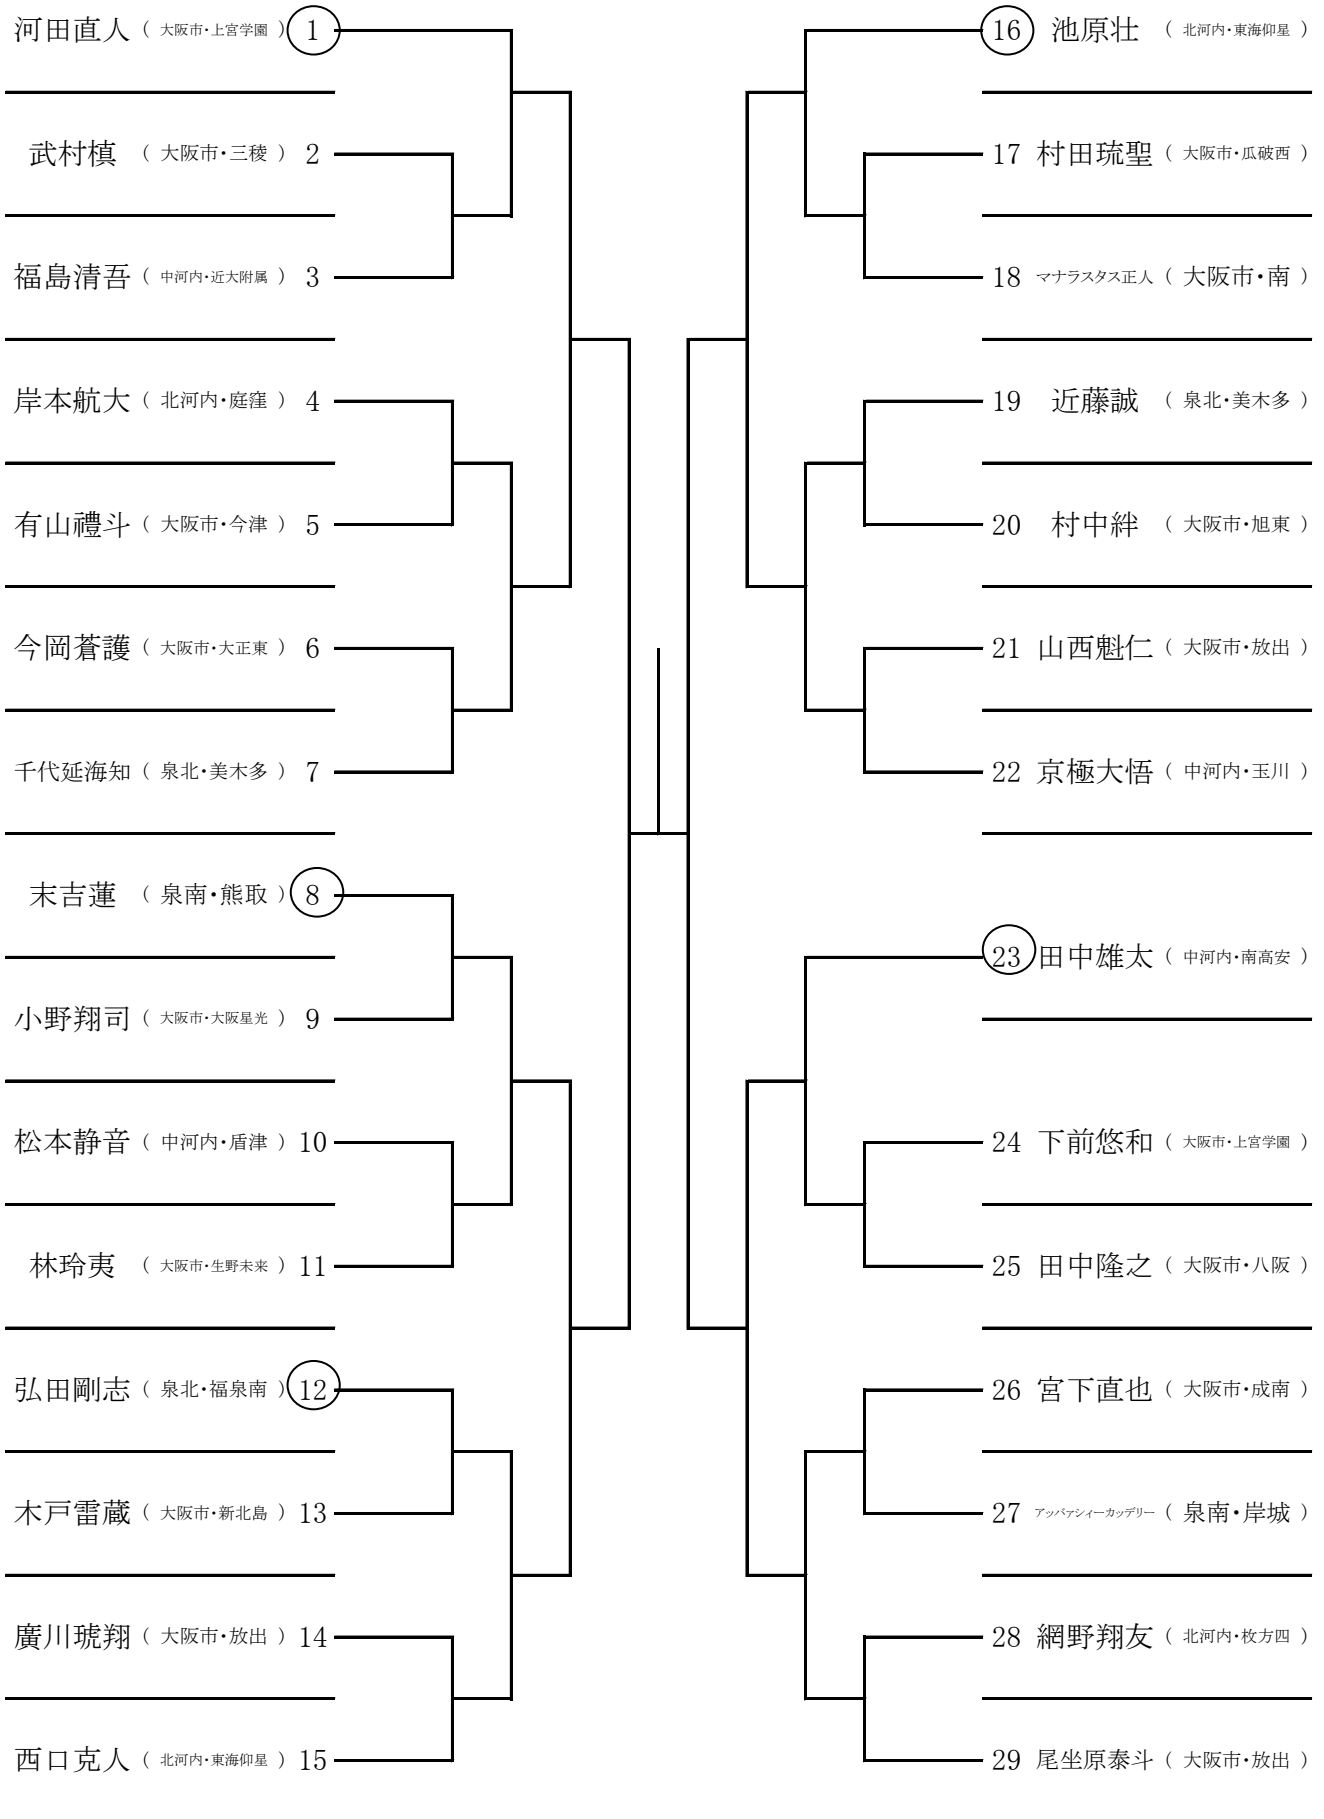 河田直人 ( 大阪市・上宮学園 ) 1
武村槙 ( 大阪市・三稜 ) 2
福島清吾 ( 中河内・近大附属 ) 3
岸本航大 ( 北河内・庭窪 ) 4
有山禮斗 ( 大阪市・今津 ) 5
今岡蒼護 ( 大阪市・大正東 ) 6
千代延海知 ( 泉北・美木多 ) 7
末吉蓮 ( 泉南・熊取 ) 8
小野翔司 ( 大阪市・大阪星光 ) 9
松本静音 ( 中河内・盾津 ) 10
林玲夷 ( 大阪市・生野未来 ) 11
弘田剛志 ( 泉北・福泉南 ) 12
木戸雷蔵 ( 大阪市・新北島 ) 13
廣川琥翔 ( 大阪市・放出 ) 14
西口克人 ( 北河内・東海仰星 ) 15
16 池原壮 ( 北河内・東海仰星 )
17 村田琉聖 ( 大阪市・瓜破西 )
18 マナラスタス正人 ( 大阪市・南 )
19 近藤誠 ( 泉北・美木多 )
20 村中絆 ( 大阪市・旭東 )
21 山西魁仁 ( 大阪市・放出 )
22 京極大悟 ( 中河内・玉川 )
23 田中雄太 ( 中河内・南高安 )
24 下前悠和 ( 大阪市・上宮学園 )
25 田中隆之 ( 大阪市・八阪 )
26 宮下直也 ( 大阪市・成南 )
27 アッバァシィーカッデリー ( 泉南・岸城 )
28 網野翔友 ( 北河内・枚方四 )
29 尾坐原泰斗 ( 大阪市・放出 )